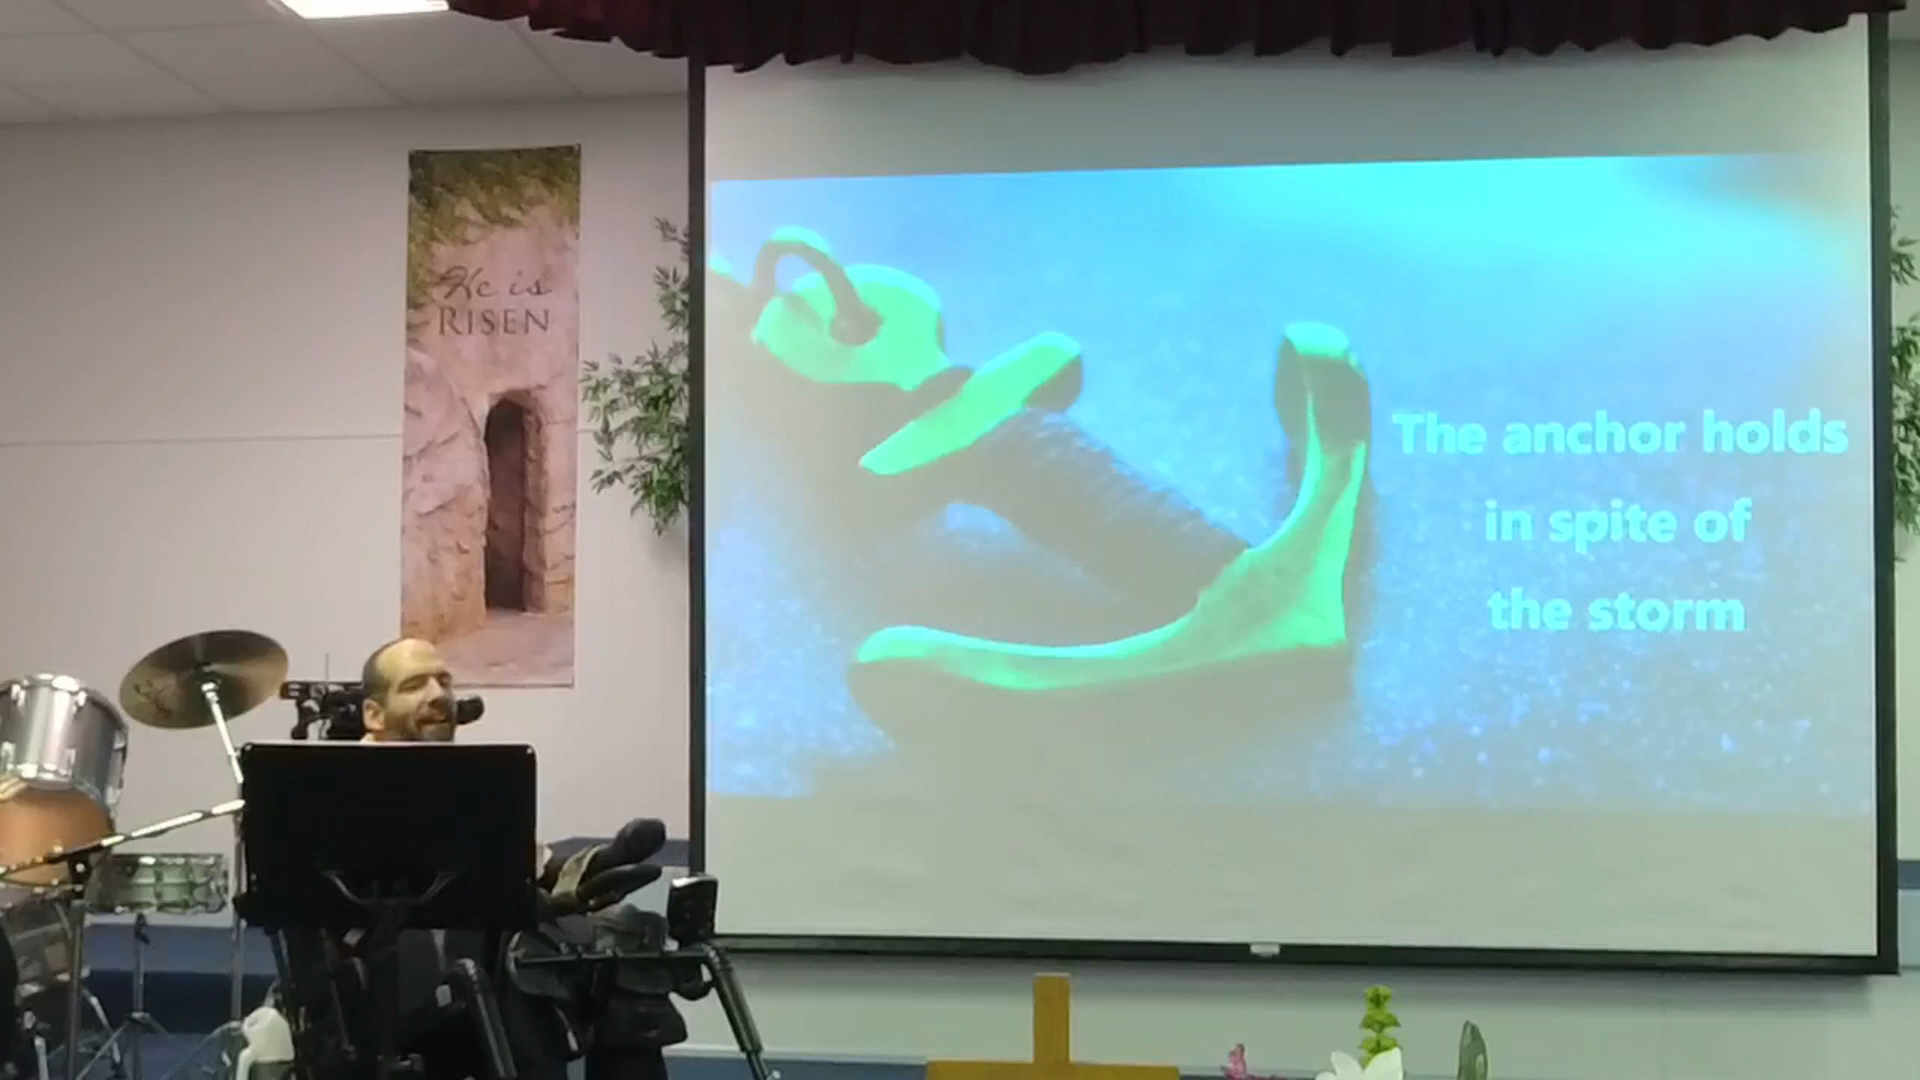 He is
RISEN
The anchor holds
in spite of
the storm